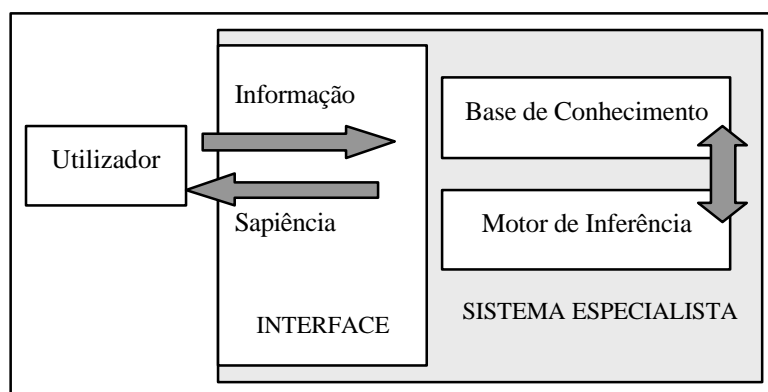 Informação
Base de Conhecimento
Utilizador
Sapiência
Motor de Inferência
INTERFACE
SISTEMA ESPECIALISTA